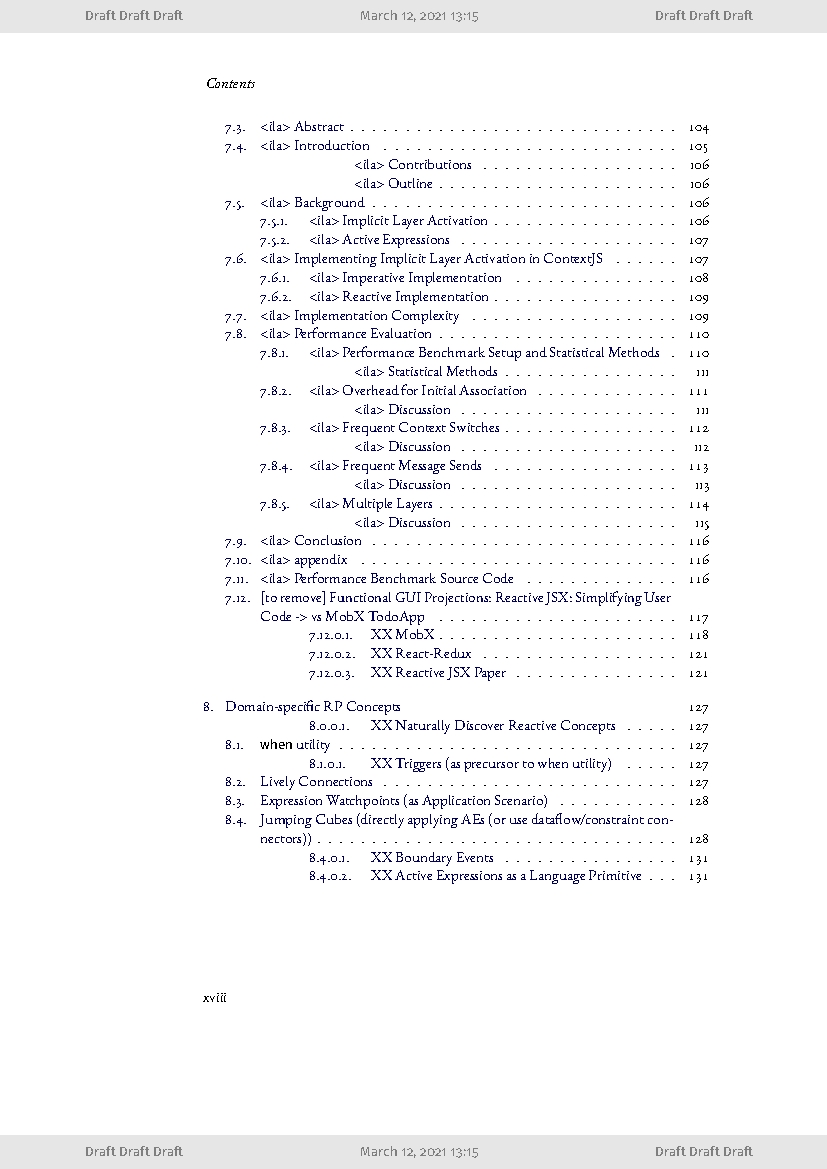 Draft Draft Draft March 12, 2021 13:15 Draft Draft Draft
Contents
7.3. <ila> Abstract . . . . . . . . . . . . . . . . . . . . . . . . . . . . . . 104
7.4. <ila> Introduction . . . . . . . . . . . . . . . . . . . . . . . . . . . 105
<ila> Contributions . . . . . . . . . . . . . . . . . . 106
<ila> Outline . . . . . . . . . . . . . . . . . . . . . . 106
7.5. <ila> Background . . . . . . . . . . . . . . . . . . . . . . . . . . . . 106
7.5.1. <ila> Implicit Layer Activation . . . . . . . . . . . . . . . . . 106
7.5.2. <ila> Active Expressions . . . . . . . . . . . . . . . . . . . . 107
7.6. <ila> Implementing Implicit Layer Activation in ContextJS . . . . . . 107
7.6.1. <ila> Imperative Implementation . . . . . . . . . . . . . . . 108
7.6.2. <ila> Reactive Implementation . . . . . . . . . . . . . . . . . 109
7.7. <ila> Implementation Complexity . . . . . . . . . . . . . . . . . . . 109
7.8. <ila> Performance Evaluation . . . . . . . . . . . . . . . . . . . . . . 110
7.8.1. <ila> Performance Benchmark Setup and Statistical Methods . 110
<ila> Statistical Methods . . . . . . . . . . . . . . . . 111
7.8.2. <ila> Overhead for Initial Association . . . . . . . . . . . . . 111
<ila> Discussion . . . . . . . . . . . . . . . . . . . . 111
7.8.3. <ila> Frequent Context Switches . . . . . . . . . . . . . . . . 112
<ila> Discussion . . . . . . . . . . . . . . . . . . . . 112
7.8.4. <ila> Frequent Message Sends . . . . . . . . . . . . . . . . . 113
<ila> Discussion . . . . . . . . . . . . . . . . . . . . 113
7.8.5. <ila> Multiple Layers . . . . . . . . . . . . . . . . . . . . . . 114
<ila> Discussion . . . . . . . . . . . . . . . . . . . . 115
7.9. <ila> Conclusion . . . . . . . . . . . . . . . . . . . . . . . . . . . . 116
7.10. <ila> appendix . . . . . . . . . . . . . . . . . . . . . . . . . . . . . 116
7.11. <ila> Performance Benchmark Source Code . . . . . . . . . . . . . . 116
7.12. [to remove] Functional GUI Projections: Reactive JSX: Simplifying User
Code -> vs MobX TodoApp . . . . . . . . . . . . . . . . . . . . . . 117
7.12.0.1. XX MobX . . . . . . . . . . . . . . . . . . . . . . 118
7.12.0.2. XX React-Redux . . . . . . . . . . . . . . . . . . 121
7.12.0.3. XX Reactive JSX Paper . . . . . . . . . . . . . . . 121
8. Domain-specific RP Concepts 127
8.0.0.1. XX Naturally Discover Reactive Concepts . . . . . 127
8.1. when utility . . . . . . . . . . . . . . . . . . . . . . . . . . . . . . . 127
8.1.0.1. XX Triggers (as precursor to when utility) . . . . . 127
8.2. Lively Connections . . . . . . . . . . . . . . . . . . . . . . . . . . . 127
8.3. Expression Watchpoints (as Application Scenario) . . . . . . . . . . . 128
8.4. Jumping Cubes (directly applying AEs (or use dataflow/constraint con-
nectors)) . . . . . . . . . . . . . . . . . . . . . . . . . . . . . . . . . 128
8.4.0.1. XX Boundary Events . . . . . . . . . . . . . . . . 131
8.4.0.2. XX Active Expressions as a Language Primitive . . . 131
xviii
Draft Draft Draft March 12, 2021 13:15 Draft Draft Draft